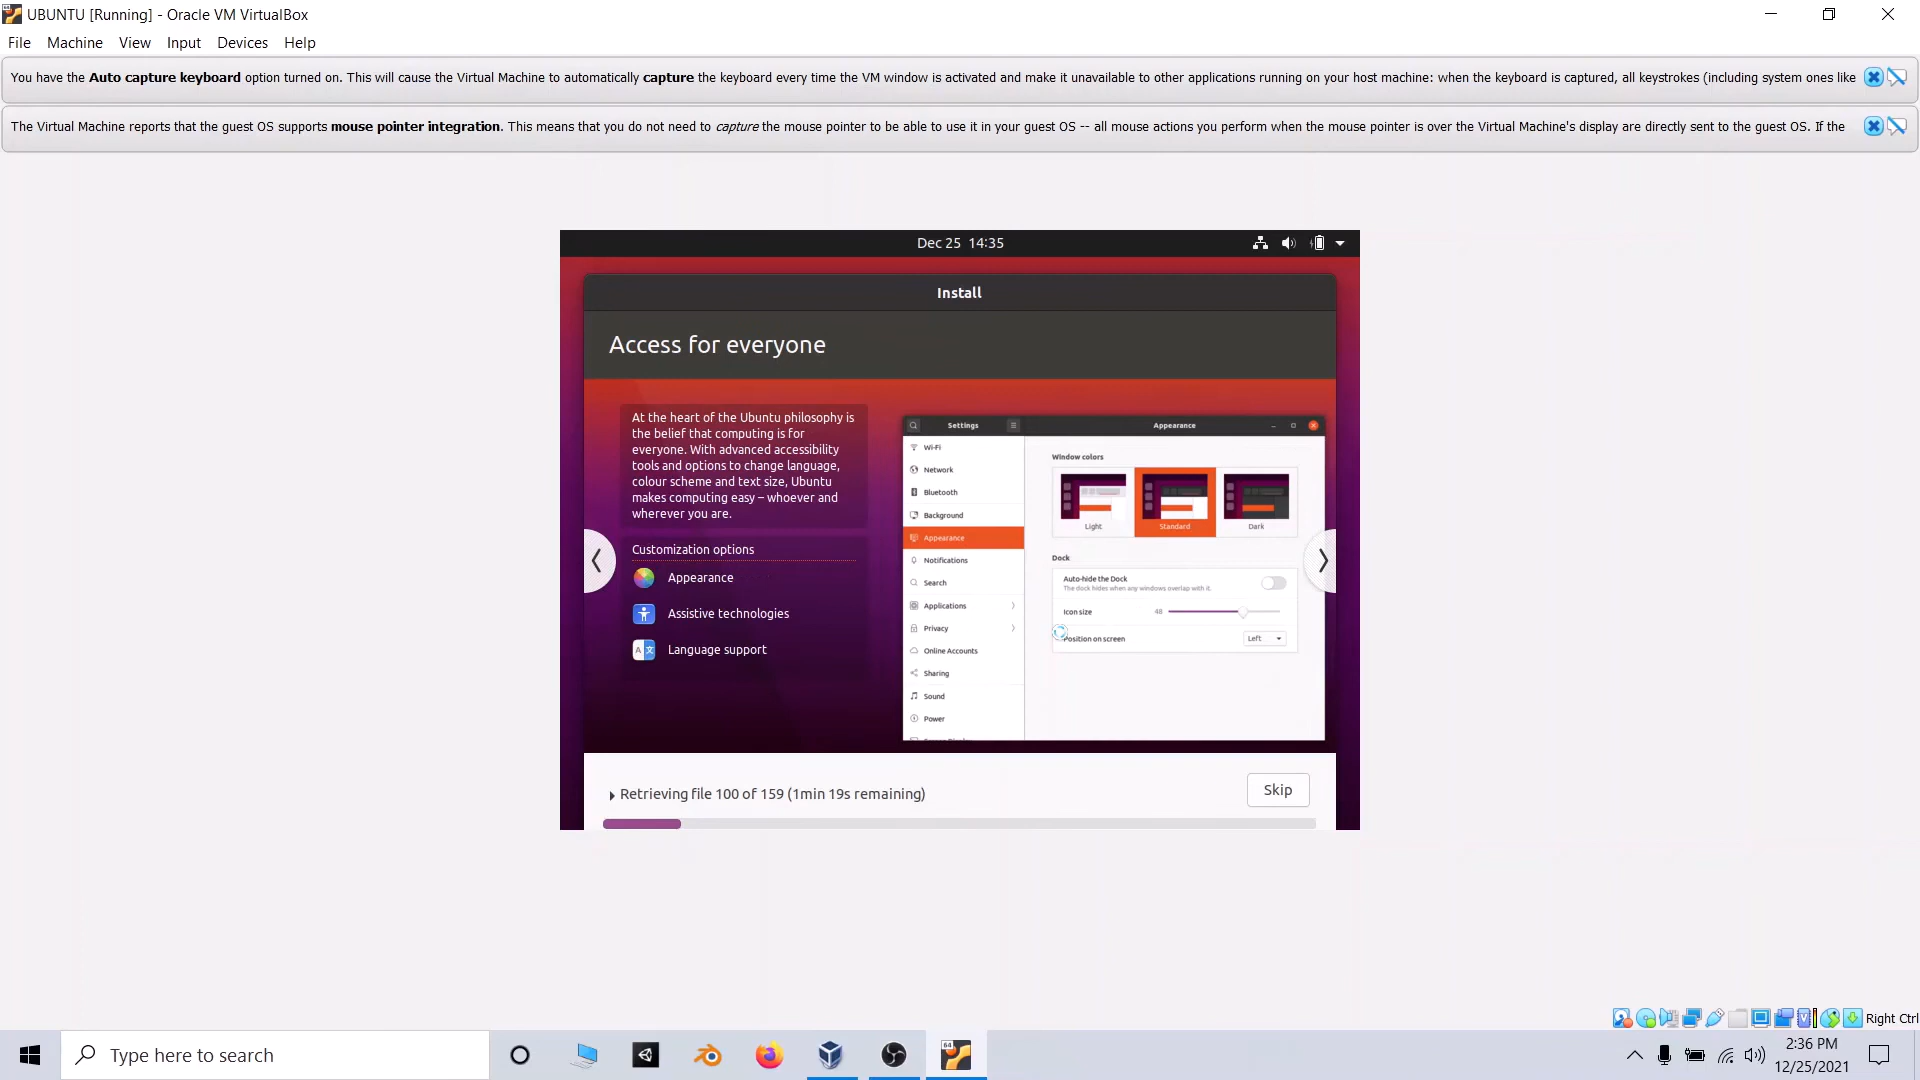 UBUNTU [Running] - Oracle VM VirtualBox
File Machine View Input Devices Help
You have the Auto capture keyboard option turned on. This will cause the Virtual Machine to automatically capture the keyboard every time the VM window is activated and make it unavailable to other applications running on your host machine: when the keyboard is captured, all keystrokes (including system ones like
The Virtual Machine reports that the guest OS supports mouse pointer integration. This means that you do not need to capture the mouse pointer to be able to use it in your guest OS -- all mouse actions you perform when the mouse pointer is over the Virtual Machine's display are directly sent to the guest OS. If the
Dec 25 14:35
Install
Access for everyone
At the heart of the Ubuntu philosophy is
the belief that computing is for
everyone. With advanced accessibility
tools and options to change language,
colour scheme and text size, Ubuntu
makes computing easy – whoever and
wherever you are.
Customization options
Appearance
Assistive technologies
Language support
Settings
Appearance
Wi-Fi
Network
Bluetooth
Background
Appearance
Notifications
Search
Applications
Privacy
Online Accounts
Sharing
Sound
Power
Window colors
Light Standard Dark
Dock
Auto-hide the Dock
The dock hides when any windows overlap with it.
Icon size 48
Position on screen Left
Retrieving file 100 of 159 (1min 19s remaining)
Skip
Right Ctrl
Type here to search
64
2:36 PM
12/25/2021